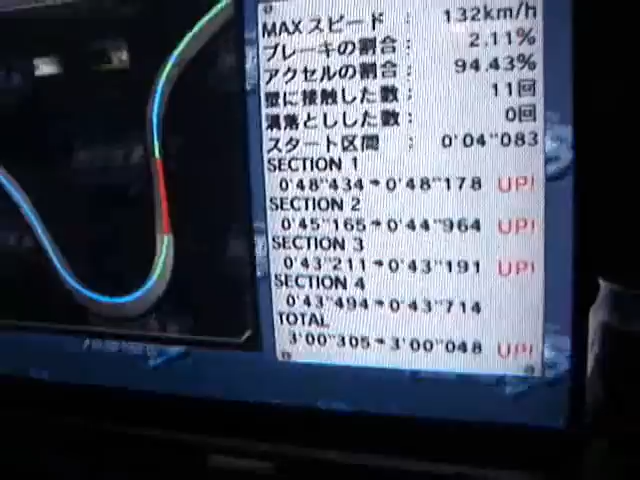 MAXスピード : 132km/h
ブレーキの割合: 2.11%
アクセルの割合: 94.43%
壁に接触した数: 11回
溝落としした数: 0回
スタート区間 : 0'04"083
SECTION 1
0'48"434→0'48"178 UP!
SECTION 2
0'45"165→0'44"964 UP!
SECTION 3
0'43"211→0'43"191 UP!
SECTION 4
0'43"494→0'43"714
TOTAL
3'00"305→3'00"048 UP!